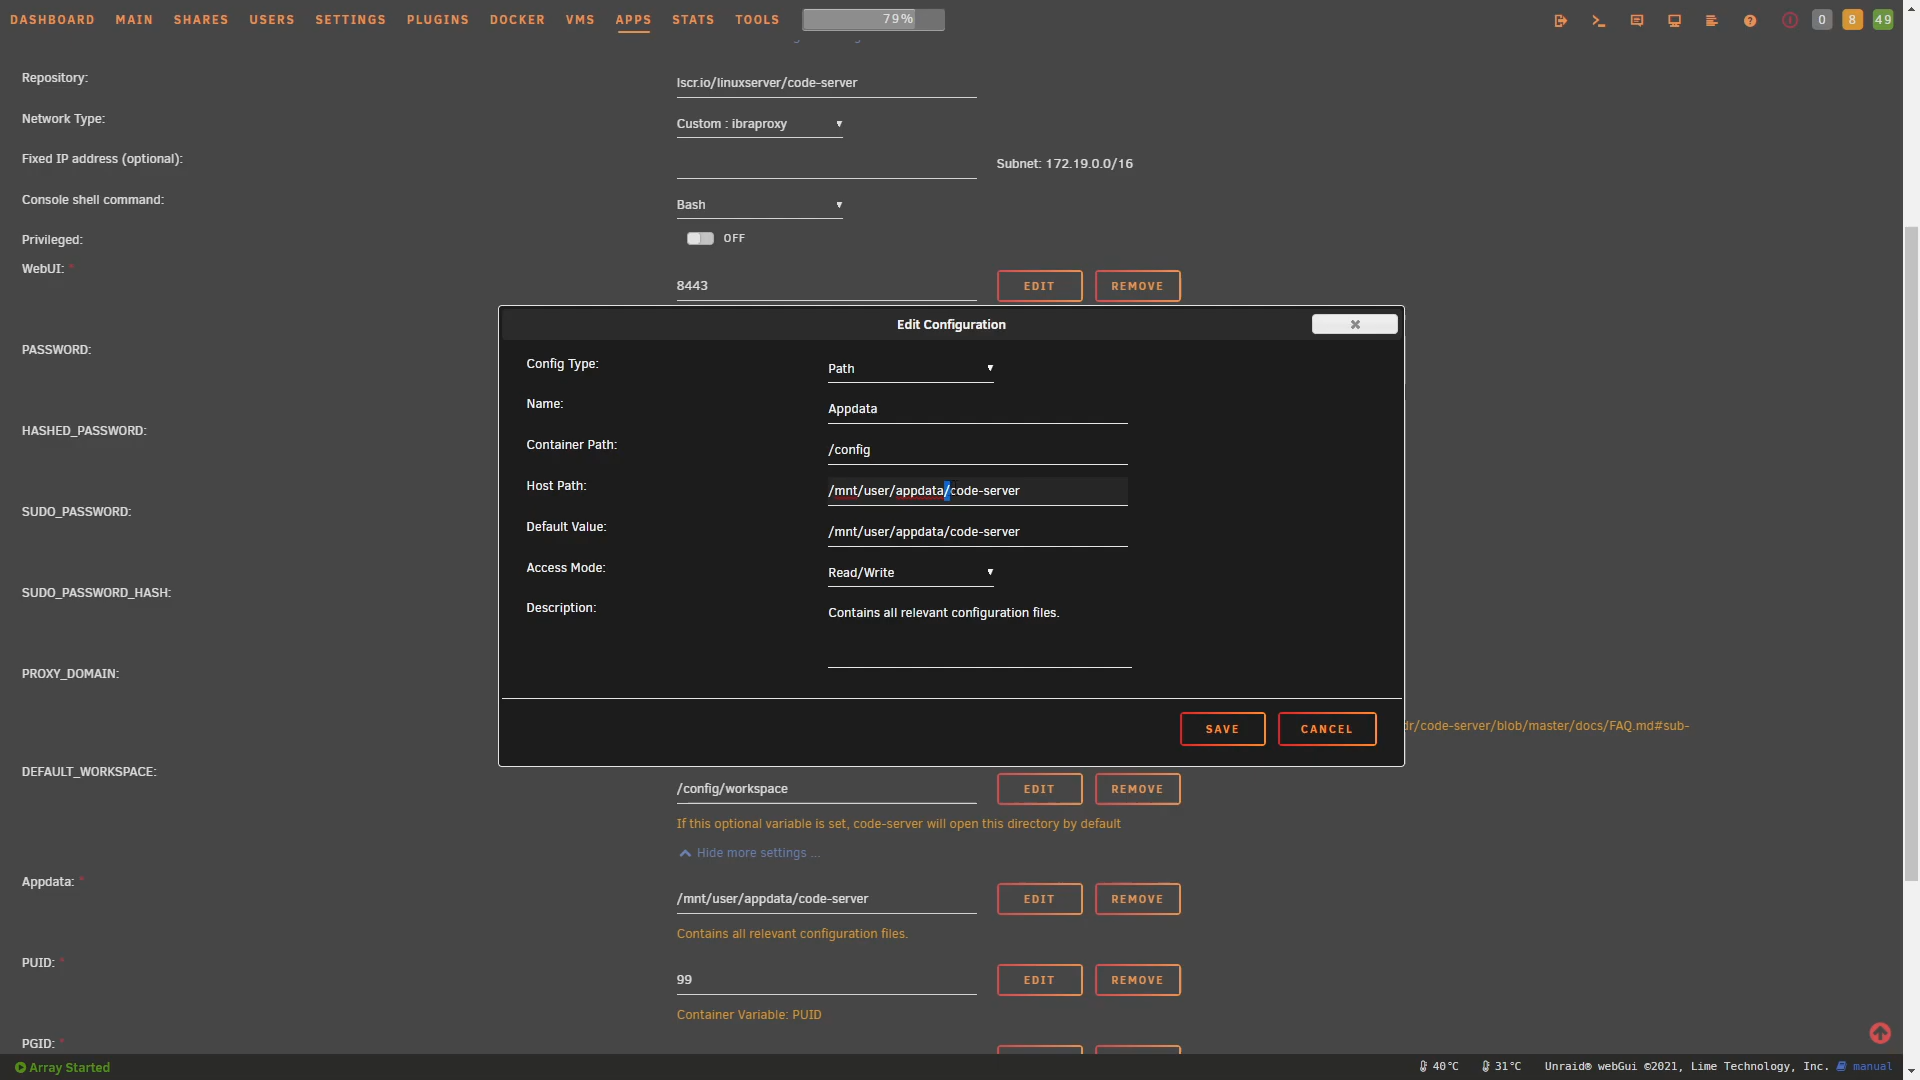 DASHBOARD MAIN SHARES USERS SETTINGS PLUGINS DOCKER VMS APPS STATS TOOLS 79% 0 8 49
Repository: lscr.io/linuxserver/code-server
Network Type: Custom : ibraproxy
Fixed IP address (optional): Subnet: 172.19.0.0/16
Console shell command: Bash
Privileged: OFF
WebUI: * 8443 EDIT REMOVE
Edit Configuration
PASSWORD:
HASHED_PASSWORD:
SUDO_PASSWORD:
SUDO_PASSWORD_HASH:
PROXY_DOMAIN:
Config Type: Path
Name: Appdata
Container Path: /config
Host Path: /mnt/user/appdata/code-server
Default Value: /mnt/user/appdata/code-server
Access Mode: Read/Write
Description: Contains all relevant configuration files.
SAVE CANCEL
/code-server/blob/master/docs/FAQ.md#sub-
DEFAULT_WORKSPACE: /config/workspace EDIT REMOVE
If this optional variable is set, code-server will open this directory by default
Hide more settings ...
Appdata: * /mnt/user/appdata/code-server EDIT REMOVE
Contains all relevant configuration files.
PUID: * 99 EDIT REMOVE
Container Variable: PUID
PGID: *
Array Started 40°C 31°C Unraid® webGui ©2021, Lime Technology, Inc. manual